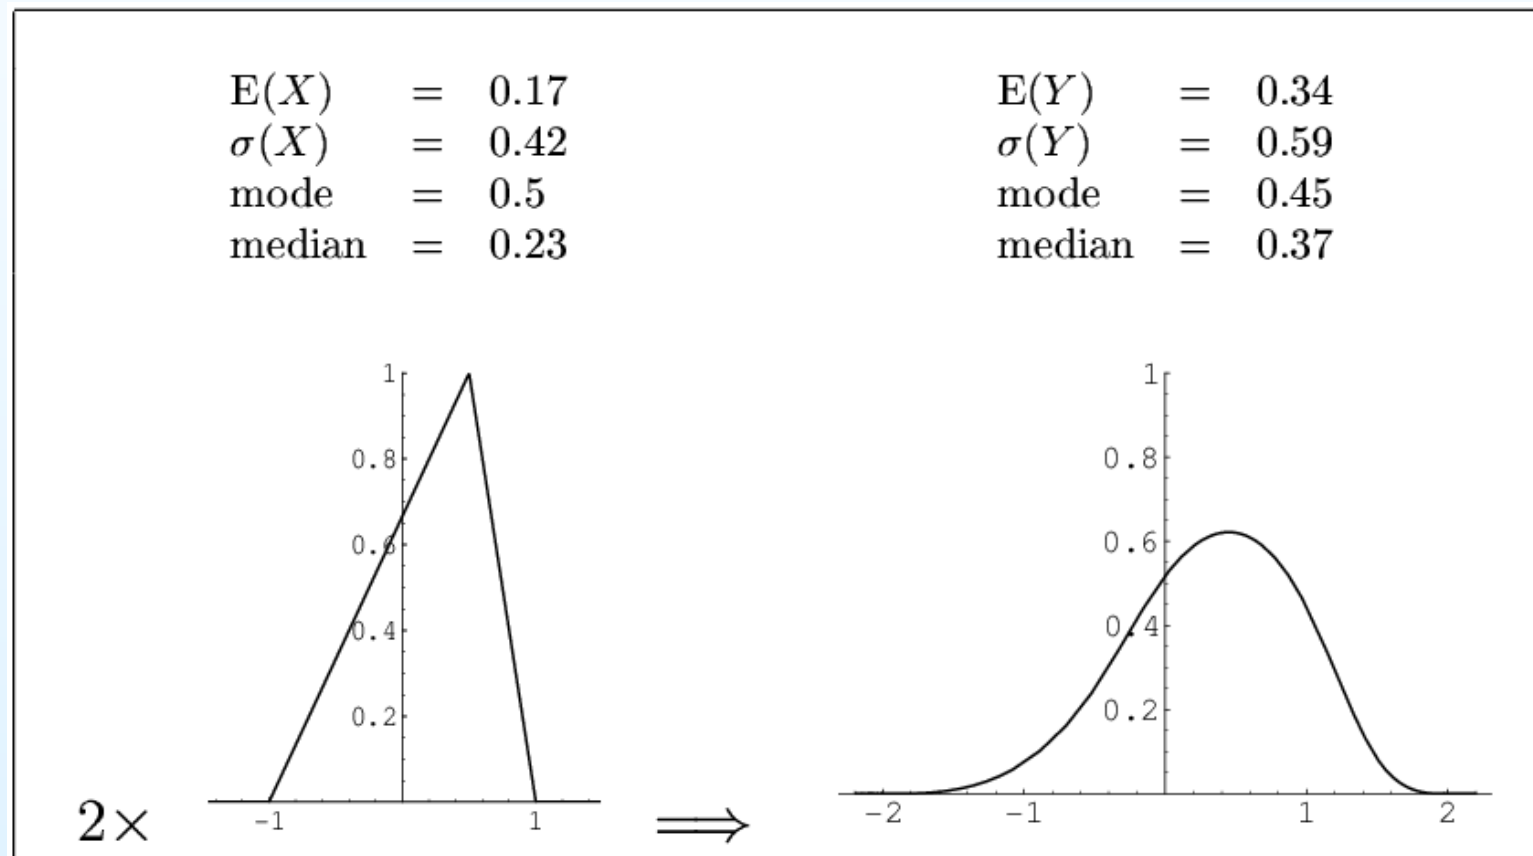 E(X) = 0.17
σ(X) = 0.42
mode = 0.5
median = 0.23
E(Y) = 0.34
σ(Y) = 0.59
mode = 0.45
median = 0.37
1
0.8
0.6
0.4
0.2
-1 1
2× ⟹
1
0.8
0.6
0.4
0.2
-2 -1 1 2